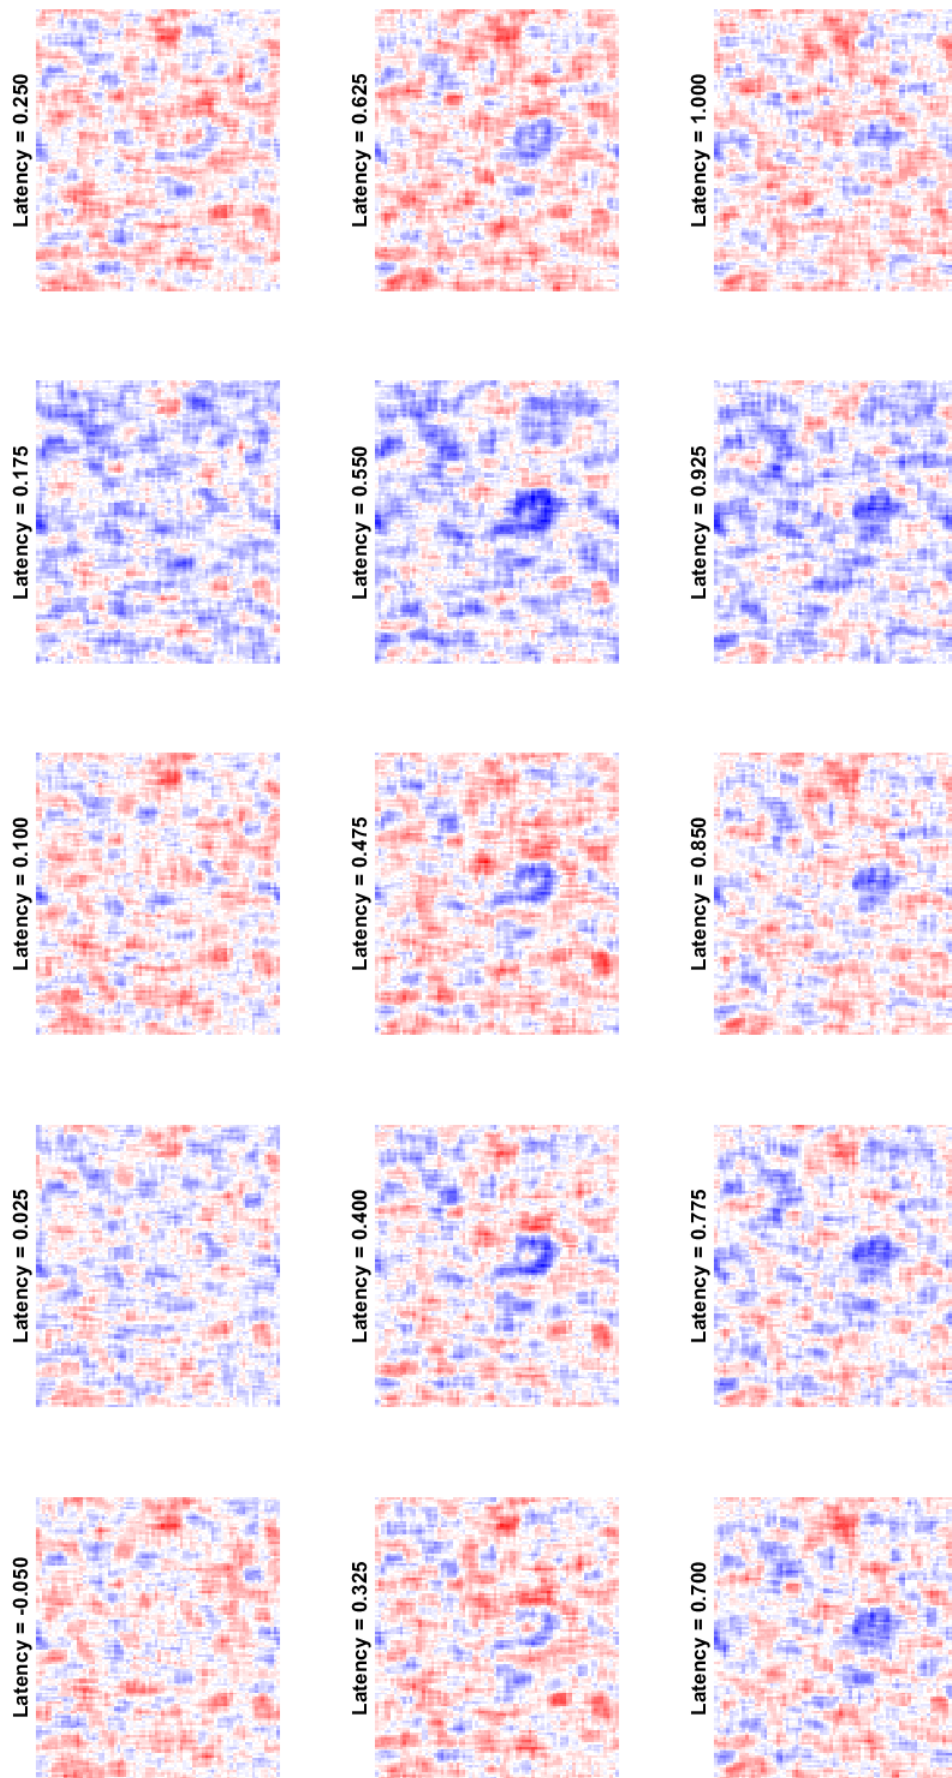 Latency = -0.050
Latency = 0.025
Latency = 0.100
Latency = 0.175
Latency = 0.250
Latency = 0.325
Latency = 0.400
Latency = 0.475
Latency = 0.550
Latency = 0.625
Latency = 0.700
Latency = 0.775
Latency = 0.850
Latency = 0.925
Latency = 1.000